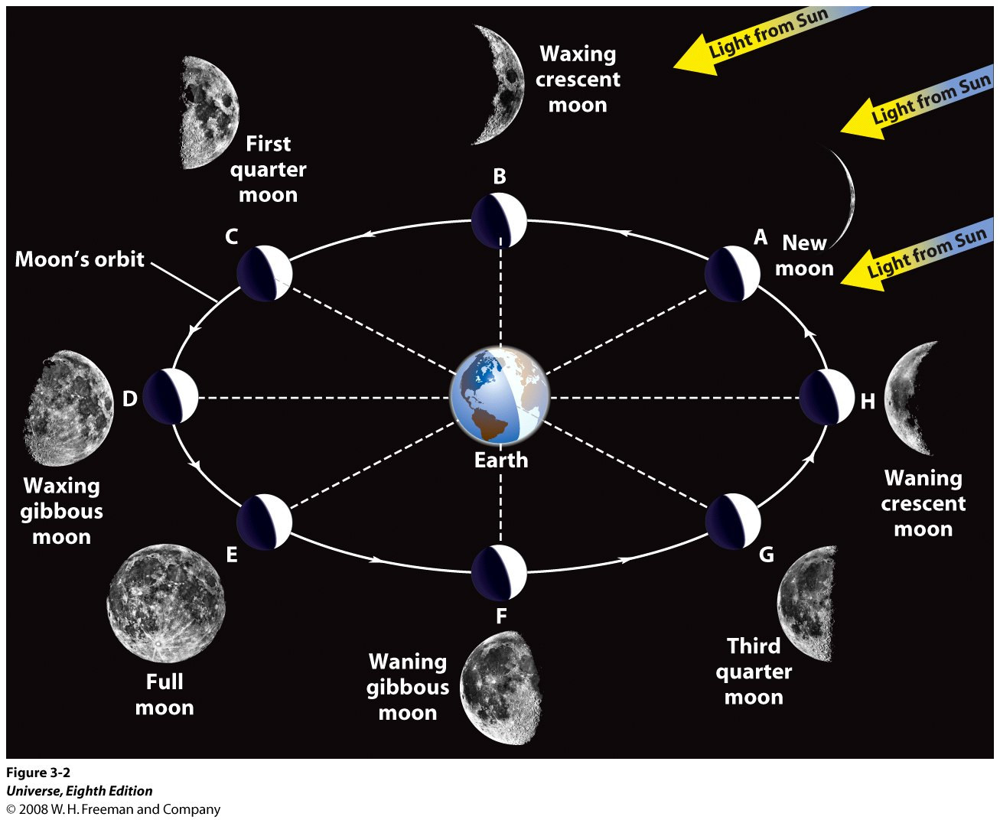 Light from Sun
Waxing
crescent
moon
Light from Sun
First
quarter
moon
B
C
A
New
moon
Light from Sun
Moon's orbit
D
H
Earth
Waxing
gibbous
moon
Waning
crescent
moon
E
G
F
Full
moon
Waning
gibbous
moon
Third
quarter
moon
Figure 3-2
Universe, Eighth Edition
© 2008 W. H. Freeman and Company